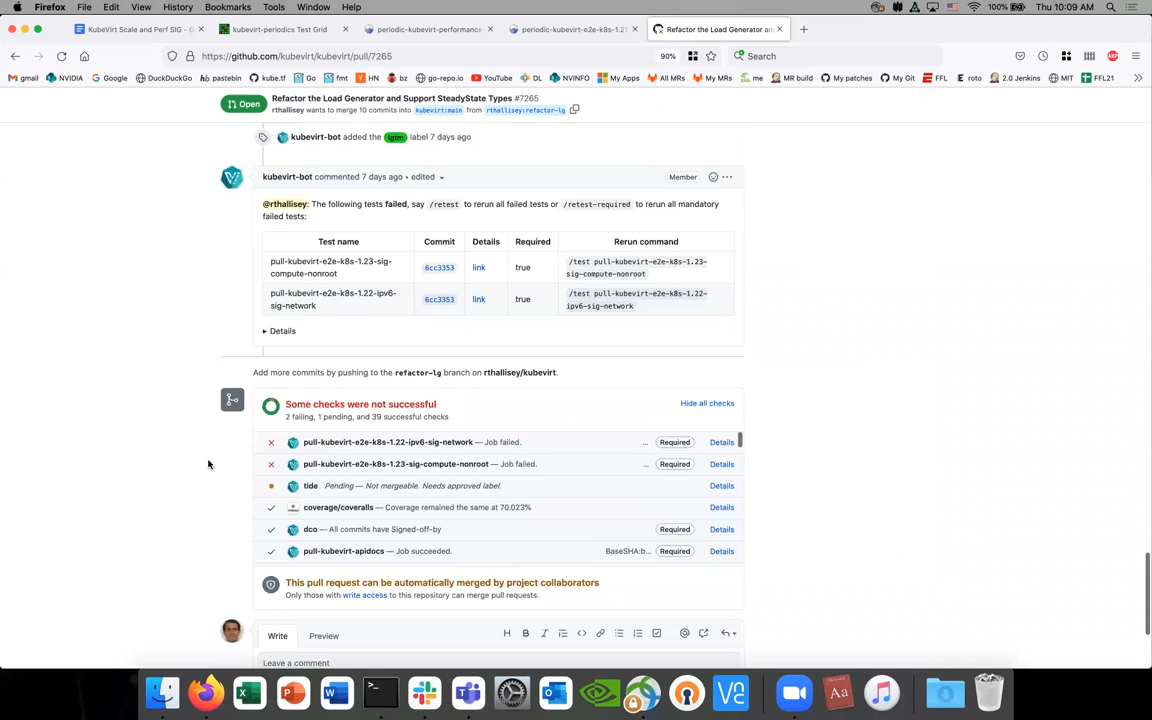 Firefox File Edit View History Bookmarks Tools Window Help 100% Thu 10:09 AM
KubeVirt Scale and Perf SIG - G
kubevirt-periodics Test Grid
periodic-kubevirt-performance
periodic-kubevirt-e2e-k8s-1.21
Refactor the Load Generator and
https://github.com/kubevirt/kubevirt/pull/7265 90% Search
gmail NVIDIA Google DuckDuckGo pastebin kube.tf Go fmt bz go-repo.io YouTube DL NVINFO My Apps All MRs My MRs me MR build My patches My Git FFL roto 2.0 Jenkins MIT FFL21
Open Refactor the Load Generator and Support SteadyState Types #7265
rthallisey wants to merge 10 commits into kubevirt:main from rthallisey:refactor-lg
kubevirt-bot added the lgtm label 7 days ago
kubevirt-bot commented 7 days ago • edited Member
@rthallisey: The following tests failed, say /retest to rerun all failed tests or /retest-required to rerun all mandatory
failed tests:
Test name Commit Details Required Rerun command
pull-kubevirt-e2e-k8s-1.23-sig-
compute-nonroot 6cc3353 link true /test pull-kubevirt-e2e-k8s-1.23-
sig-compute-nonroot
pull-kubevirt-e2e-k8s-1.22-ipv6-
sig-network 6cc3353 link true /test pull-kubevirt-e2e-k8s-1.22-
ipv6-sig-network
Details
Add more commits by pushing to the refactor-lg branch on rthallisey/kubevirt.
Some checks were not successful Hide all checks
2 failing, 1 pending, and 39 successful checks
pull-kubevirt-e2e-k8s-1.22-ipv6-sig-network — Job failed. ... Required Details
pull-kubevirt-e2e-k8s-1.23-sig-compute-nonroot — Job failed. ... Required Details
tide Pending — Not mergeable. Needs approved label. Details
coverage/coveralls — Coverage remained the same at 70.023% Details
dco — All commits have Signed-off-by Required Details
pull-kubevirt-apidocs — Job succeeded. BaseSHA:b... Required Details
This pull request can be automatically merged by project collaborators
Only those with write access to this repository can merge pull requests.
Write Preview H B I
Leave a comment